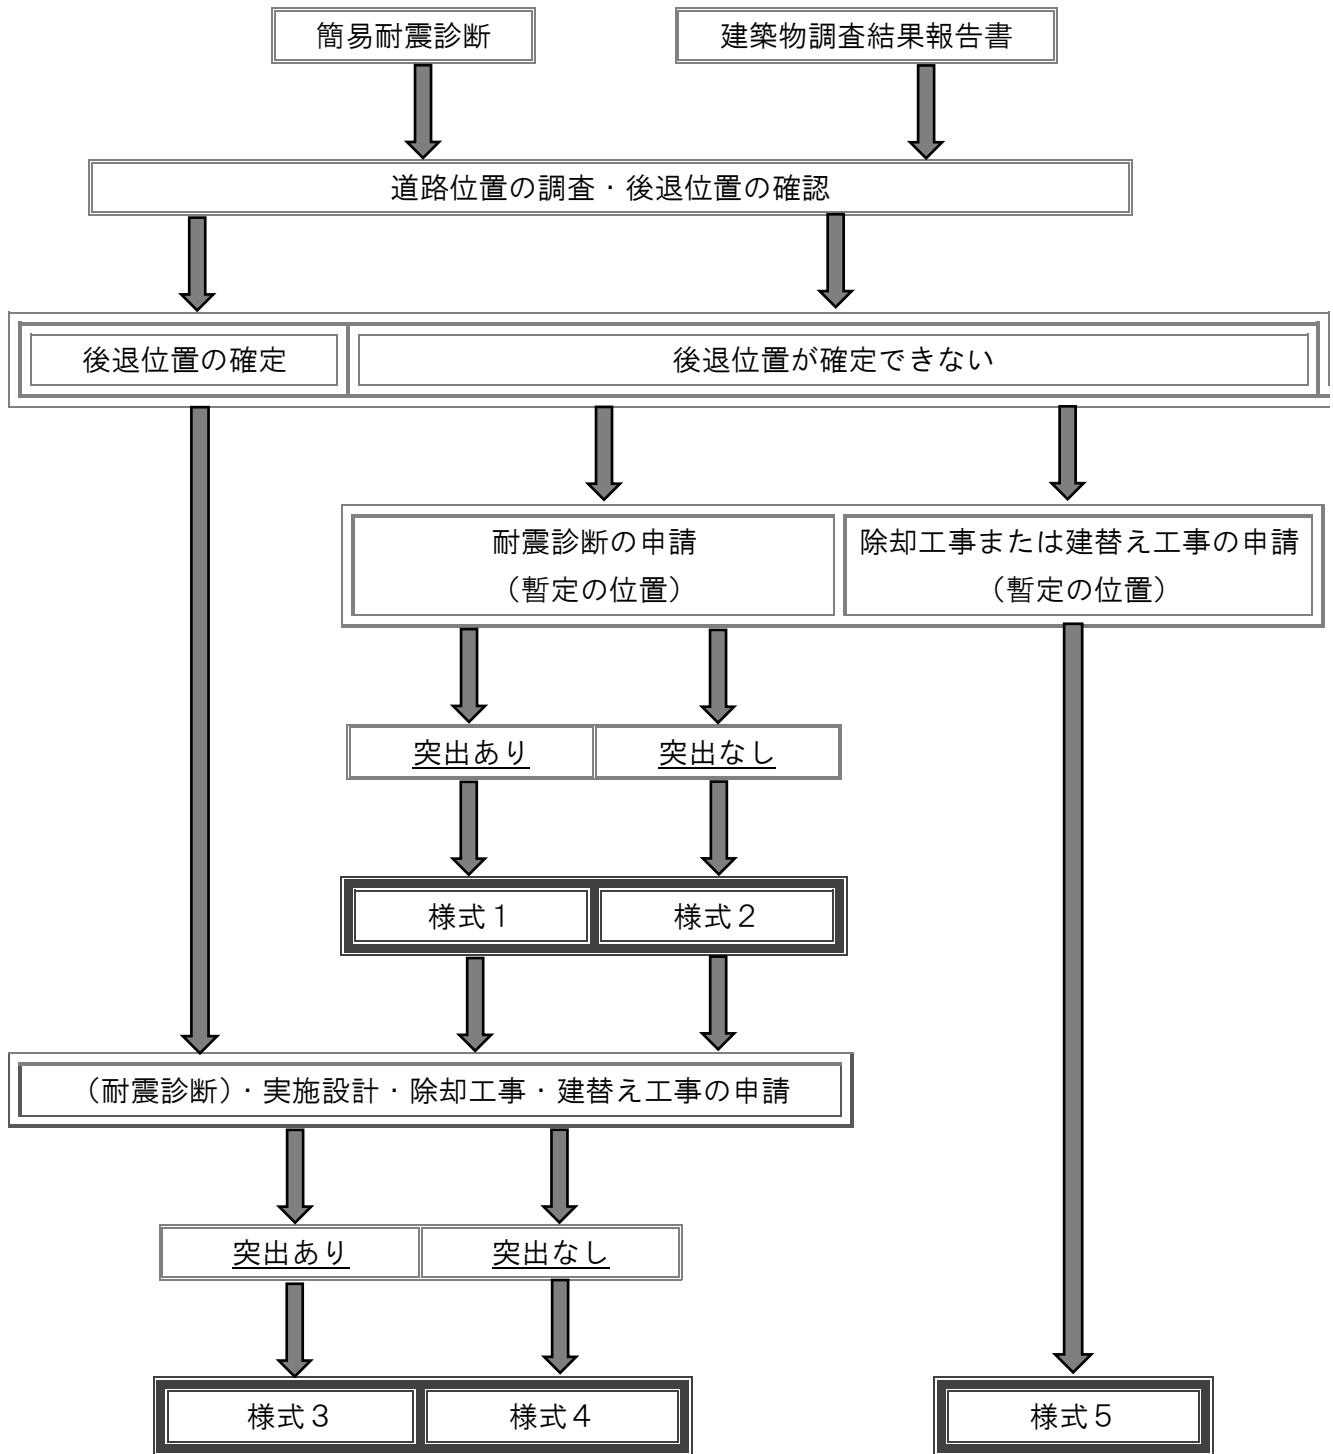 簡易耐震診断
建築物調査結果報告書
道路位置の調査・後退位置の確認
後退位置の確定
後退位置が確定できない
耐震診断の申請
（暫定の位置）
除却工事または建替え工事の申請
（暫定の位置）
突出あり
突出なし
様式１
様式２
（耐震診断）・実施設計・除却工事・建替え工事の申請
突出あり
突出なし
様式３
様式４
様式５